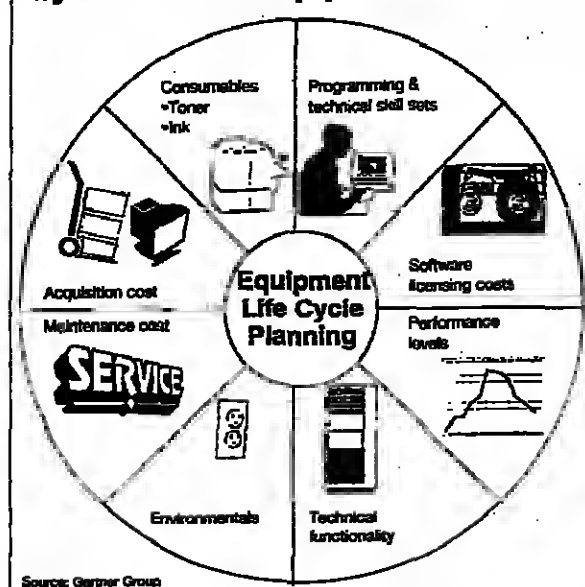 Consumables
•Toner
•Ink
Programming &
technical skill sets
Software
licensing costs
Performance
levels
Technical
functionality
Environmentals
Maintenance cost
SERVICE
Acquisition cost
Equipment
Life Cycle
Planning
Source: Gartner Group